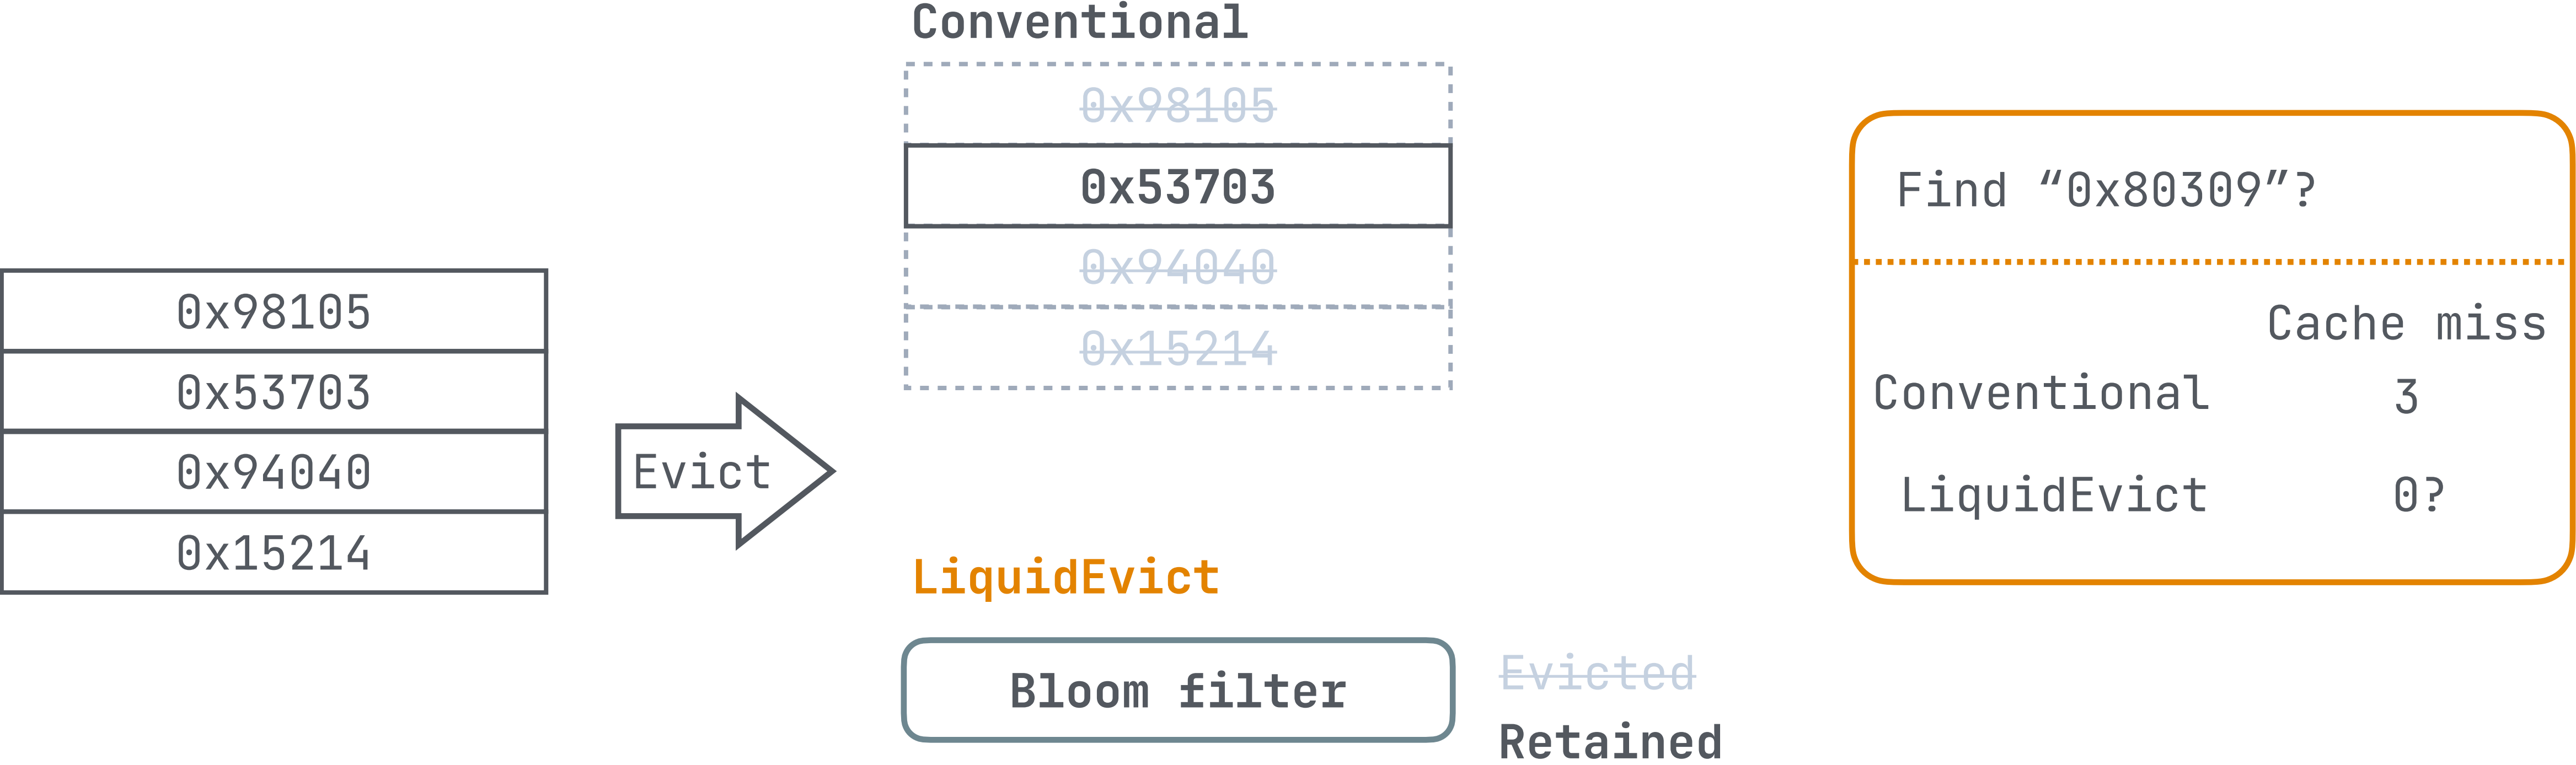 0x98105
0x53703
0x94040
0x15214
Evict
Conventional
0x98105
0x53703
0x94040
0x15214
LiquidEvict
Bloom filter
Evicted
Retained
Find “0x80309”?
Cache miss
Conventional 3
LiquidEvict 0?